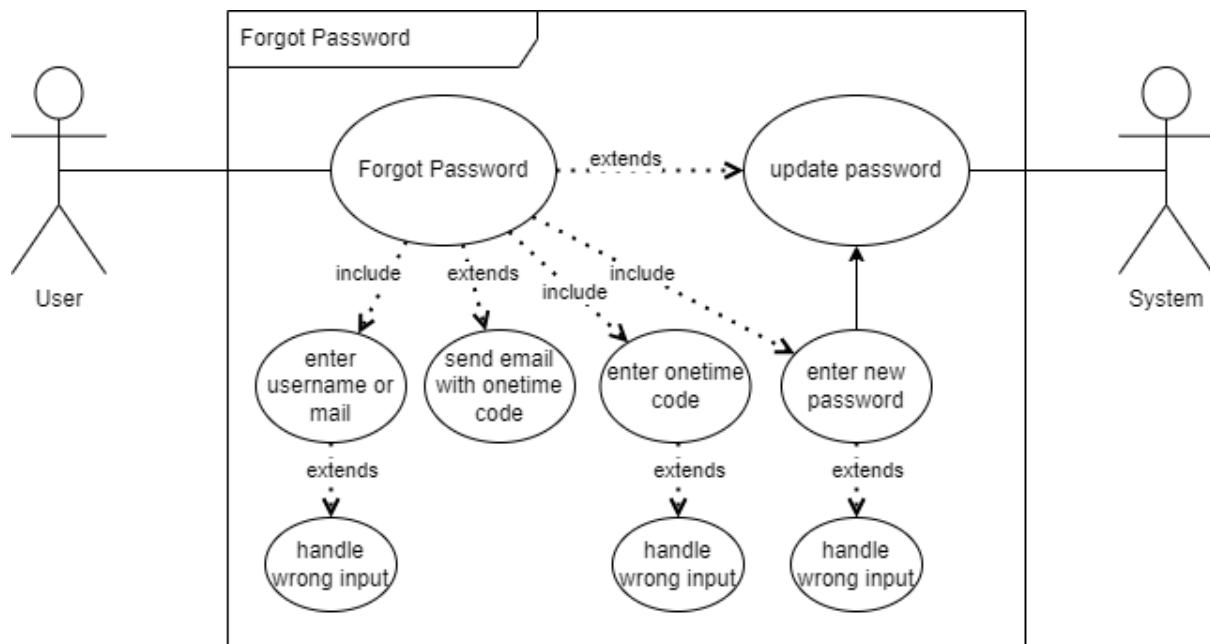 Forgot Password
Forgot Password
extends
update password
User
System
include
extends
include
include
enter
username or
mail
send email
with onetime
code
enter onetime
code
enter new
password
extends
extends
extends
handle
wrong input
handle
wrong input
handle
wrong input